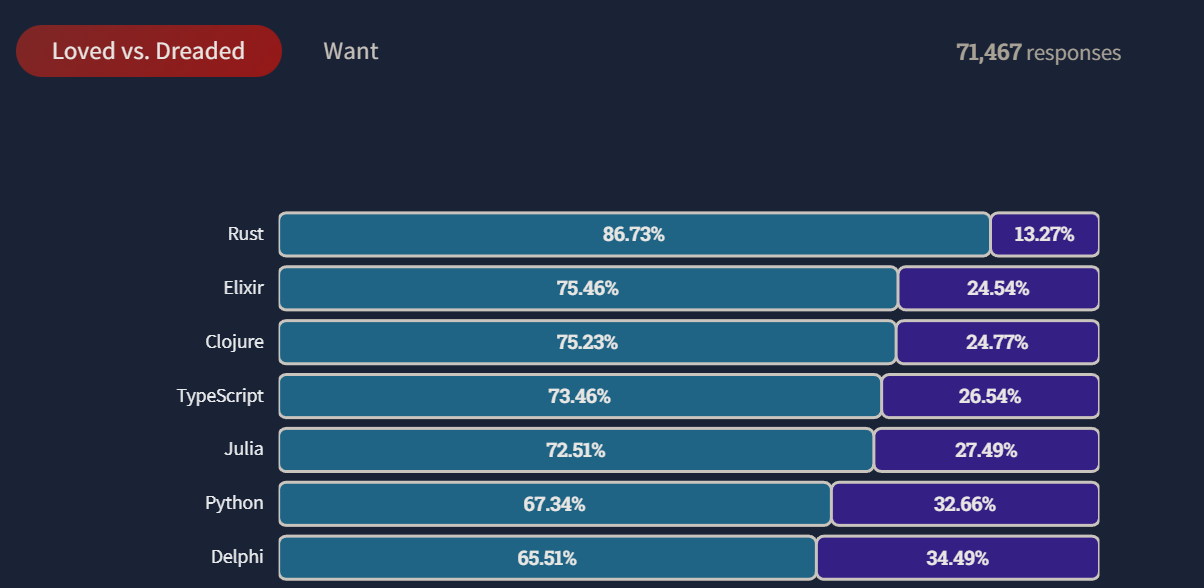 Loved vs. Dreaded Want 71,467 responses
Rust 86.73% 13.27%
Elixir 75.46% 24.54%
Clojure 75.23% 24.77%
TypeScript 73.46% 26.54%
Julia 72.51% 27.49%
Python 67.34% 32.66%
Delphi 65.51% 34.49%